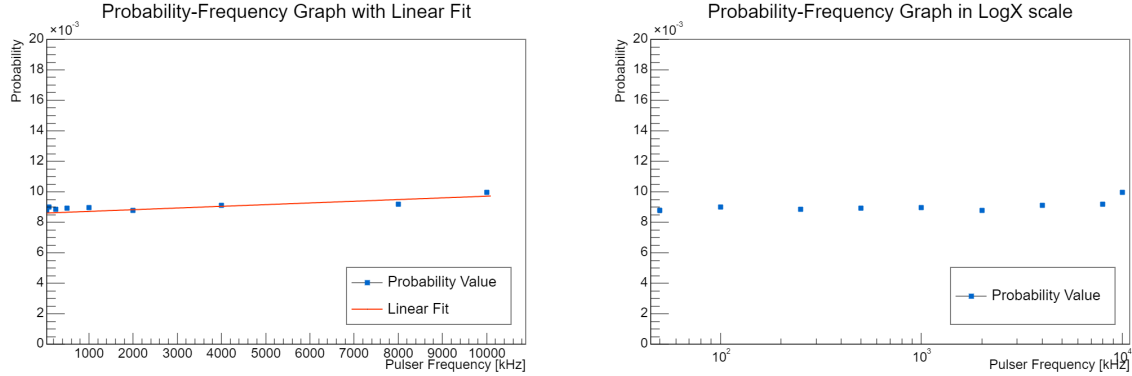 Probability-Frequency Graph with Linear Fit
×10⁻³
Probability
20
18
16
14
12
10
8
6
4
2
0
1000 2000 3000 4000 5000 6000 7000 8000 9000 10000
Pulser Frequency [kHz]
Probability Value
Linear Fit
Probability-Frequency Graph in LogX scale
×10⁻³
Probability
20
18
16
14
12
10
8
6
4
2
0
10² 10³ 10⁴
Pulser Frequency [kHz]
Probability Value